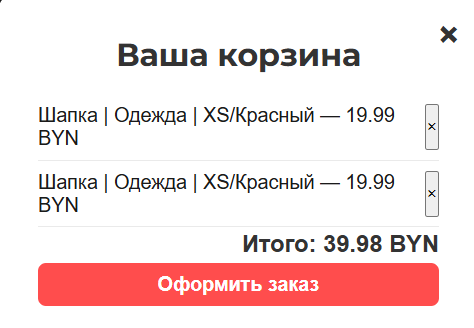 Ваша корзина
×
Шапка | Одежда | XS/Красный — 19.99
BYN
×
Шапка | Одежда | XS/Красный — 19.99
BYN
×
Итого: 39.98 BYN
Оформить заказ